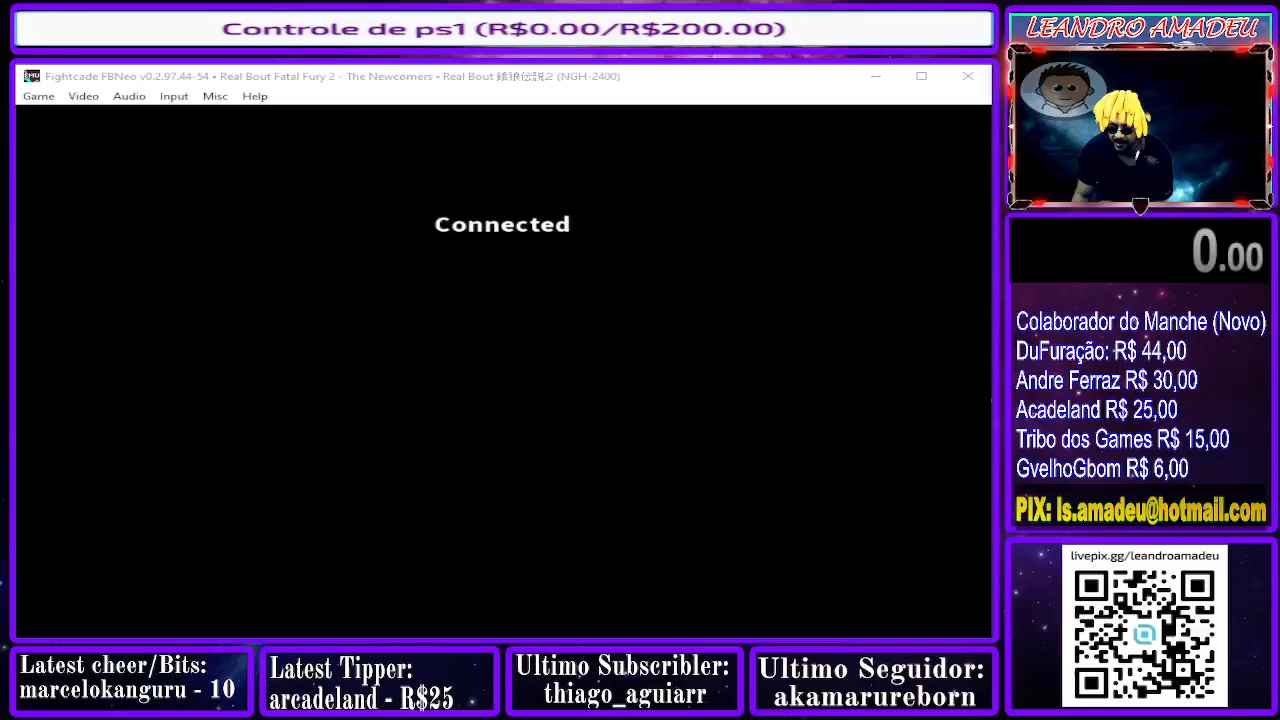 Controle de ps1 (R$0.00/R$200.00)
LEANDRO AMADEU
Fightcade FBNeo v0.2.97.44-54 • Real Bout Fatal Fury 2 - The Newcomers • Real Bout 餓狼伝説2 (NGH-2400)
Game Video Audio Input Misc Help
Connected
0.00
Colaborador do Manche (Novo)
DuFuração: R$ 44,00
Andre Ferraz R$ 30,00
Acadeland R$ 25,00
Tribo dos Games R$ 15,00
GvelhoGbom R$ 6,00
PIX: ls.amadeu@hotmail.com
livepix.gg/leandroamadeu
Latest cheer/Bits:
marcelokanguru - 10
Latest Tipper:
arcadeland - R$25
Ultimo Subscribler:
thiago_aguiarr
Ultimo Seguidor:
akamarureborn